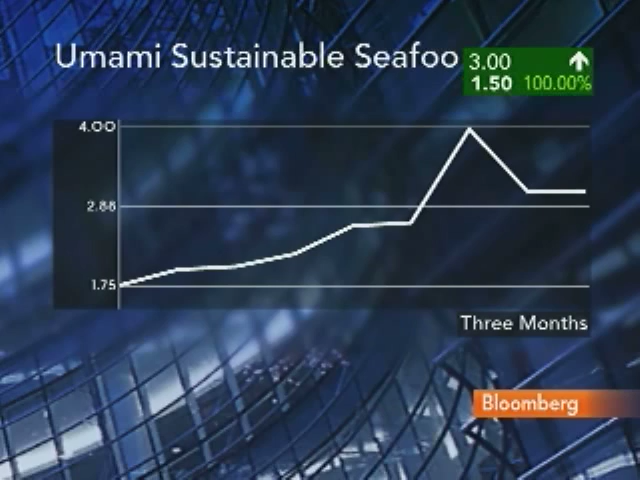 Umami Sustainable Seafoo
3.00
1.50 100.00%
4.00
2.88
1.75
Three Months
Bloomberg